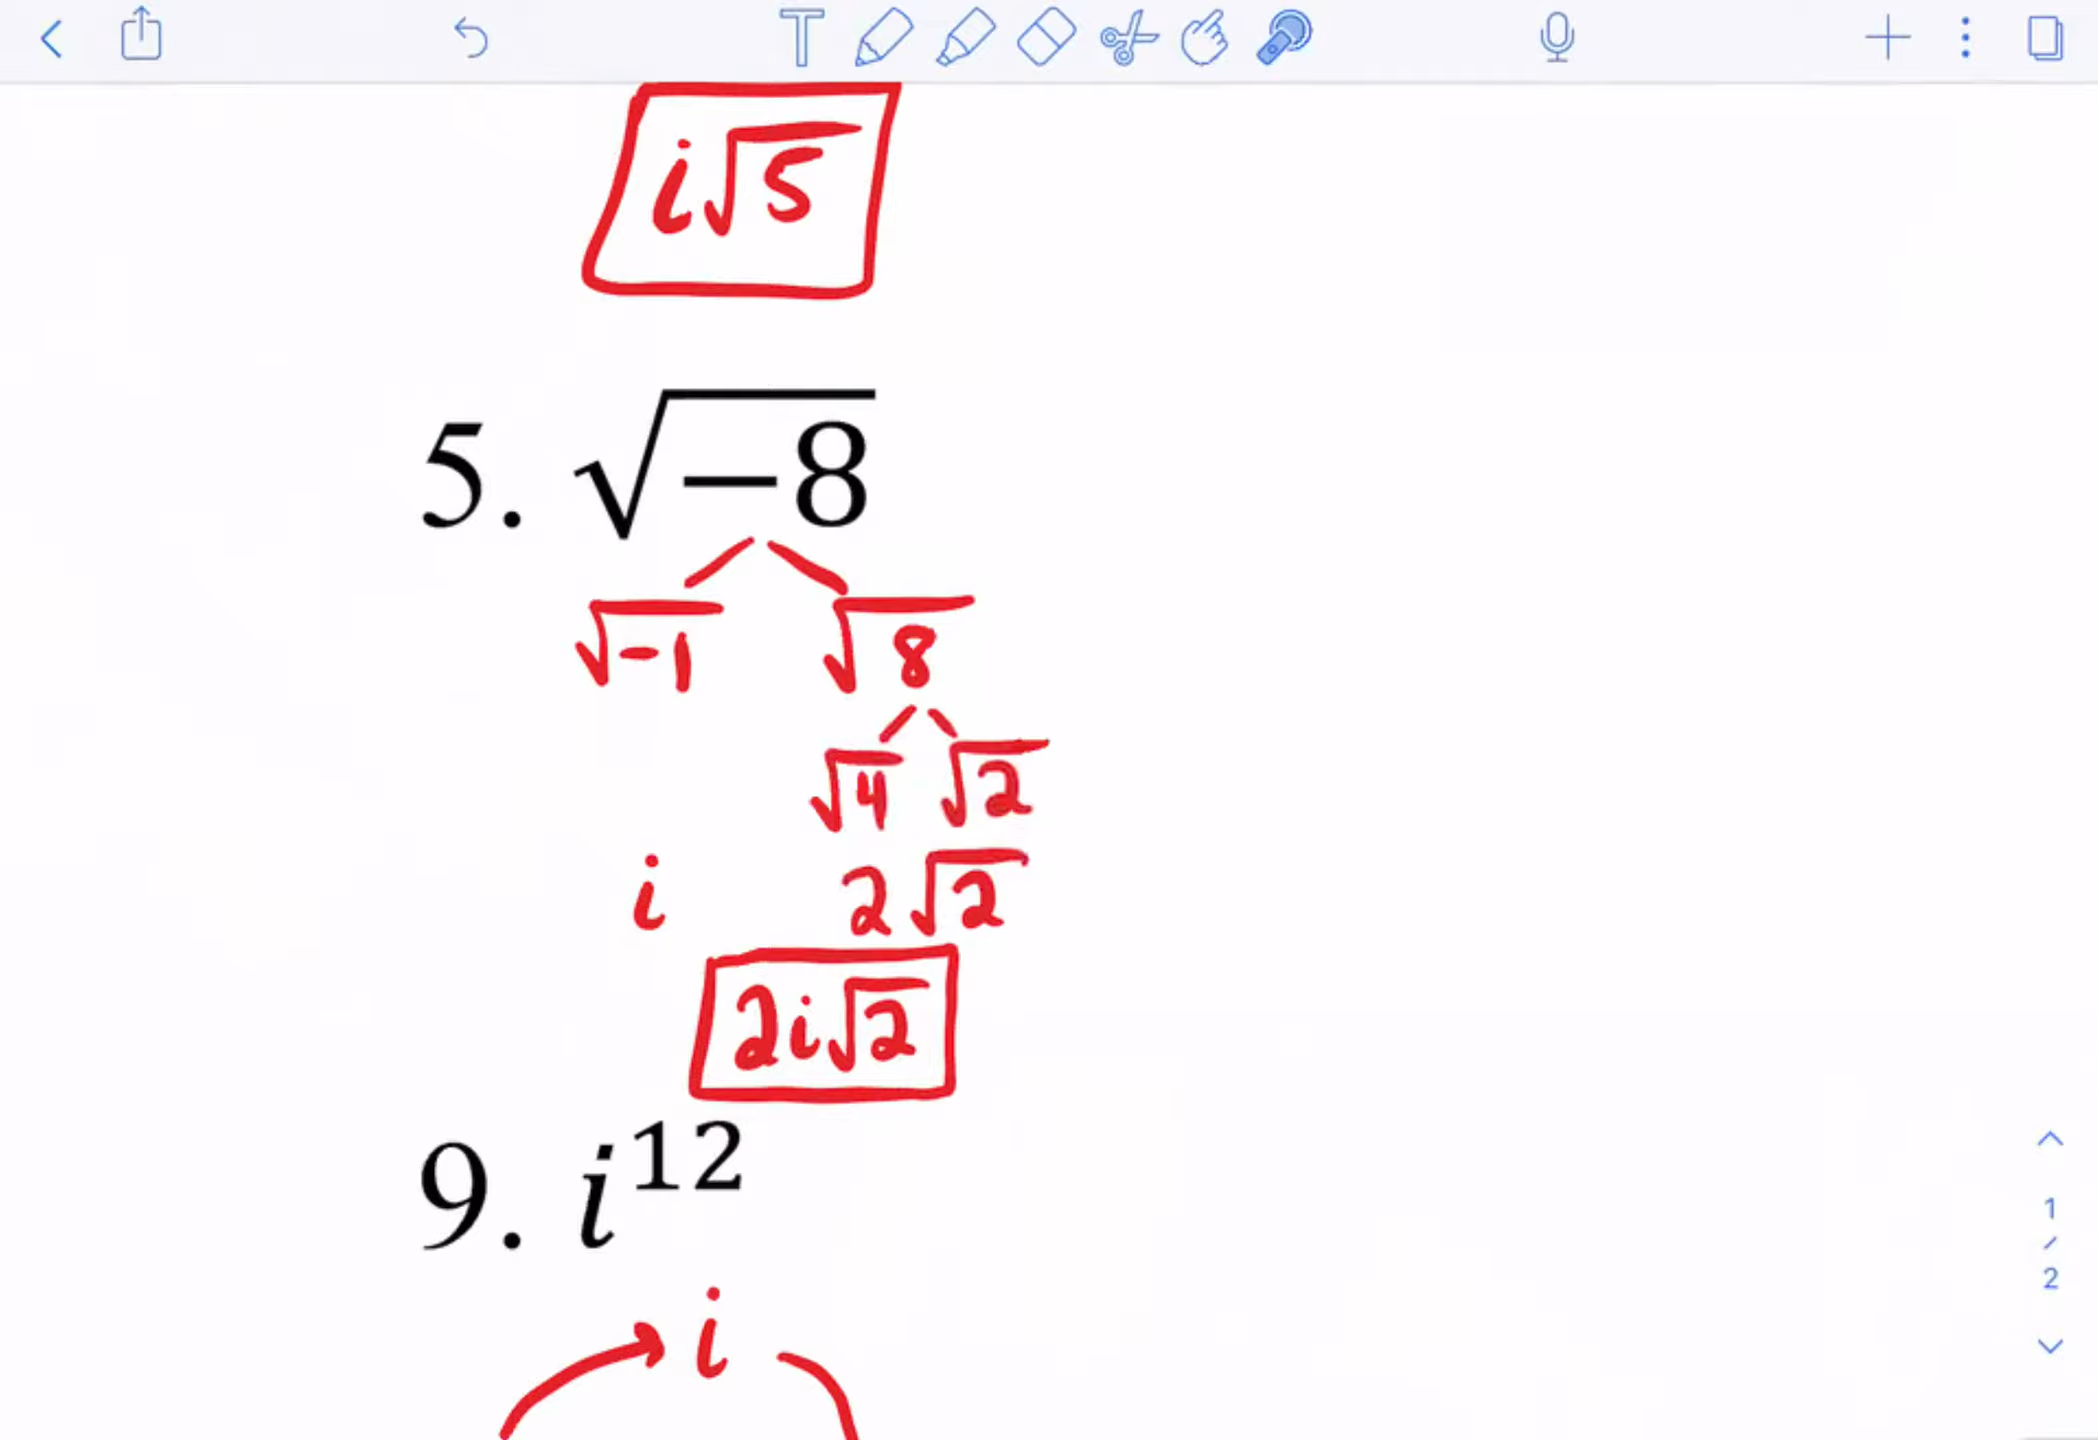 T
i√5
5. √−8
√-1 √8
√4 √2
i 2√2
2i√2
9. i¹²
i
1
/
2